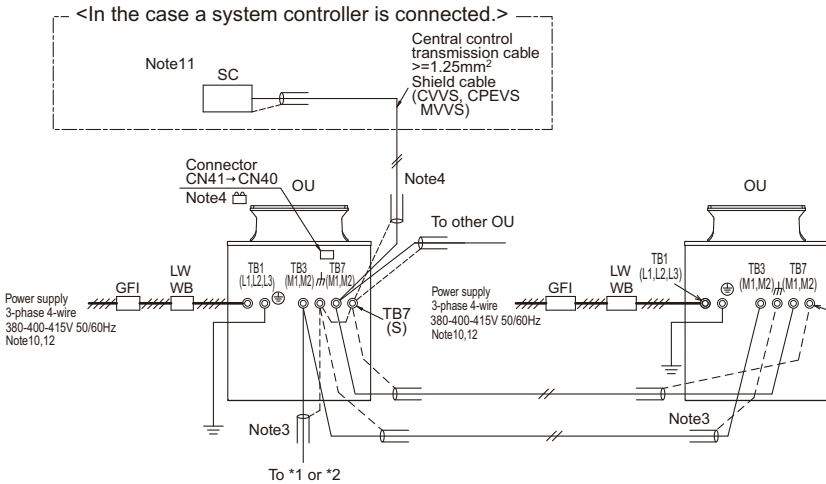 <In the case a system controller is connected.>
Note11
SC
Central control
transmission cable
>=1.25mm²
Shield cable
(CVVS, CPEVS
MVVS)
Connector
CN41→CN40
Note4
OU
Note4
To other OU
OU
TB1
(L1,L2,L3)
TB3
(M1,M2)
TB7
(M1,M2)
GFI
LW
WB
Power supply
3-phase 4-wire
380-400-415V 50/60Hz
Note10,12
TB7
(S)
Power supply
3-phase 4-wire
380-400-415V 50/60Hz
Note10,12
GFI
LW
WB
TB1
(L1,L2,L3)
TB3
(M1,M2)
TB7
(M1,M2)
Note3
Note3
To *1 or *2